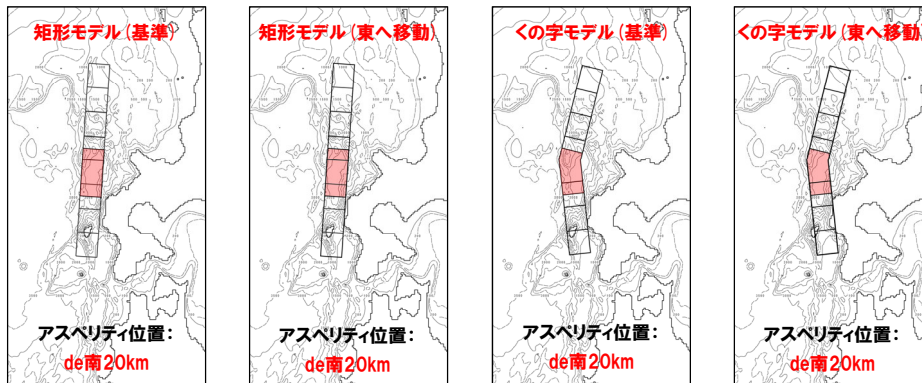 矩形モデル(基準)
アスペリティ位置:
de南20km
矩形モデル(東へ移動)
アスペリティ位置:
de南20km
くの字モデル(基準)
アスペリティ位置:
de南20km
くの字モデル(東へ移動)
アスペリティ位置:
de南20km